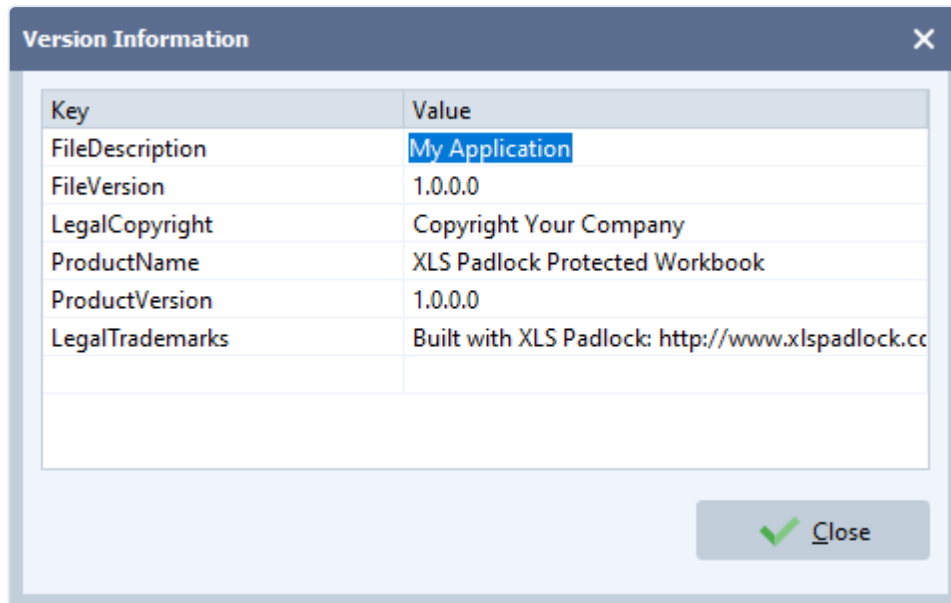 Version Information
Key Value
FileDescription My Application
FileVersion 1.0.0.0
LegalCopyright Copyright Your Company
ProductName XLS Padlock Protected Workbook
ProductVersion 1.0.0.0
LegalTrademarks Built with XLS Padlock: http://www.xlspadlock.cc
Close